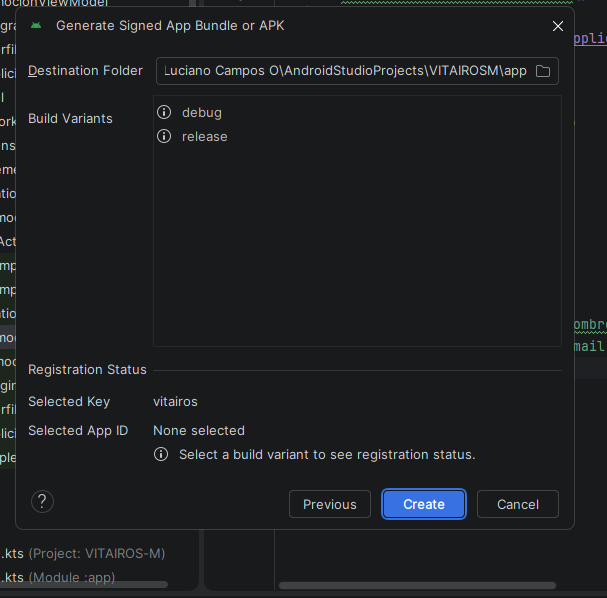 Generate Signed App Bundle or APK
Destination Folder
Luciano Campos O\AndroidStudioProjects\VITAIROSM\app
Build Variants
debug
release
Registration Status
Selected Key
vitairos
Selected App ID
None selected
Select a build variant to see registration status.
?
Previous
Create
Cancel
.kts (Project: VITAIROS-M)
.kts (Module :app)